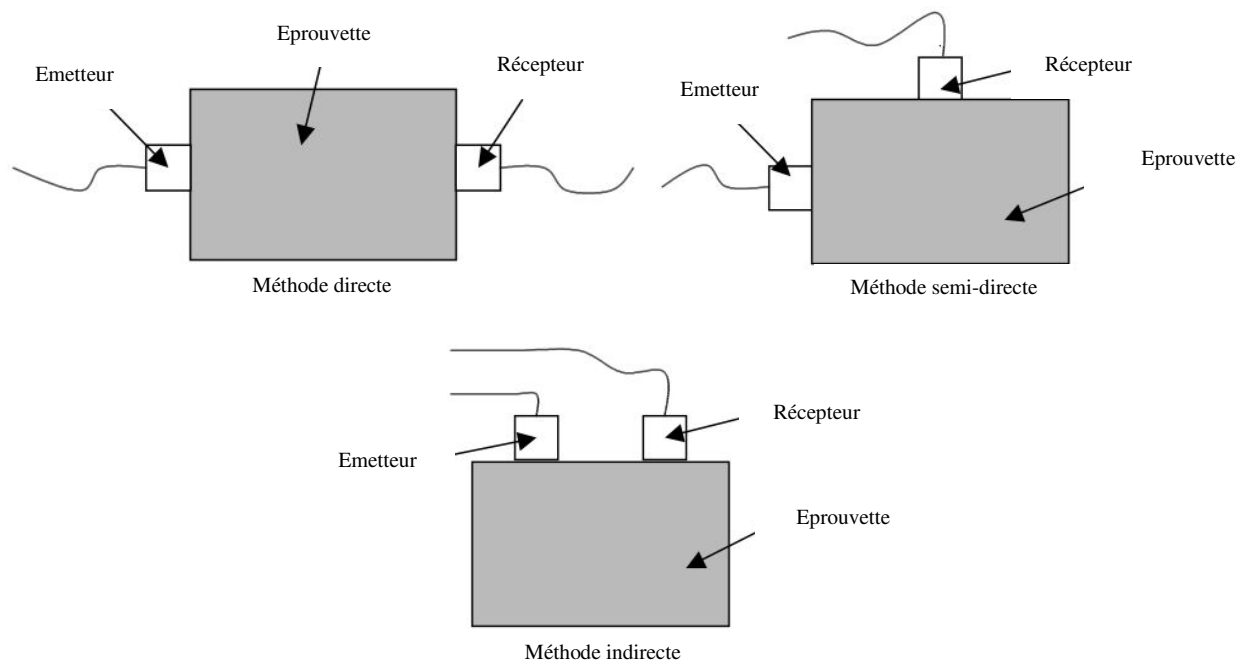 Eprouvette
Emetteur
Récepteur
Méthode directe
Récepteur
Emetteur
Eprouvette
Méthode semi-directe
Récepteur
Emetteur
Eprouvette
Méthode indirecte